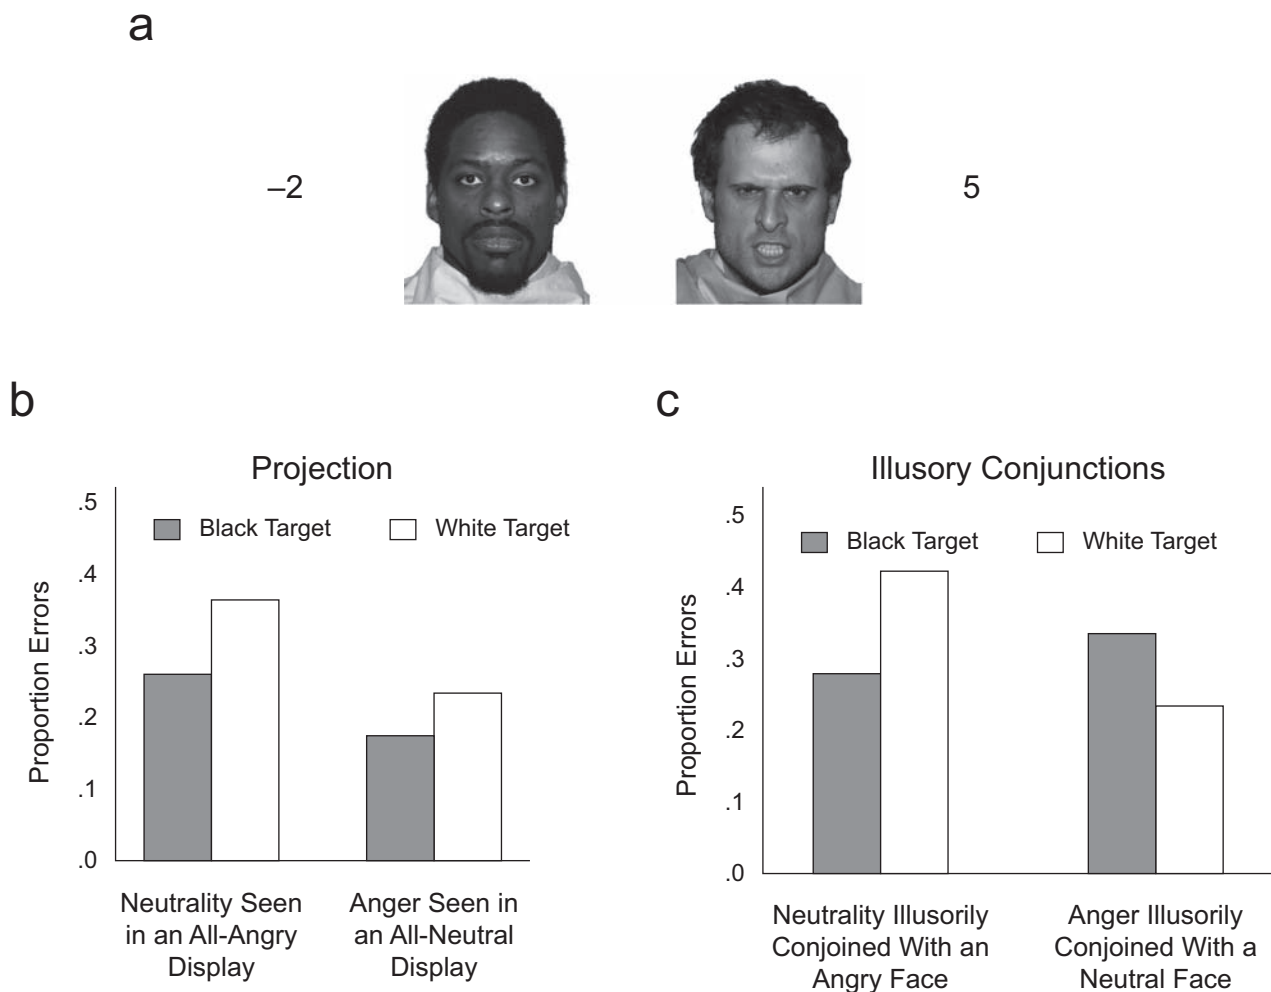 a
–2
5
b
Projection
.5
.4
.3
.2
.1
.0
Proportion Errors
Black Target
White Target
Neutrality Seen
in an All-Angry
Display
Anger Seen in
an All-Neutral
Display
c
Illusory Conjunctions
.5
.4
.3
.2
.1
.0
Proportion Errors
Black Target
White Target
Neutrality Illusorily
Conjoined With an
Angry Face
Anger Illusorily
Conjoined With a
Neutral Face